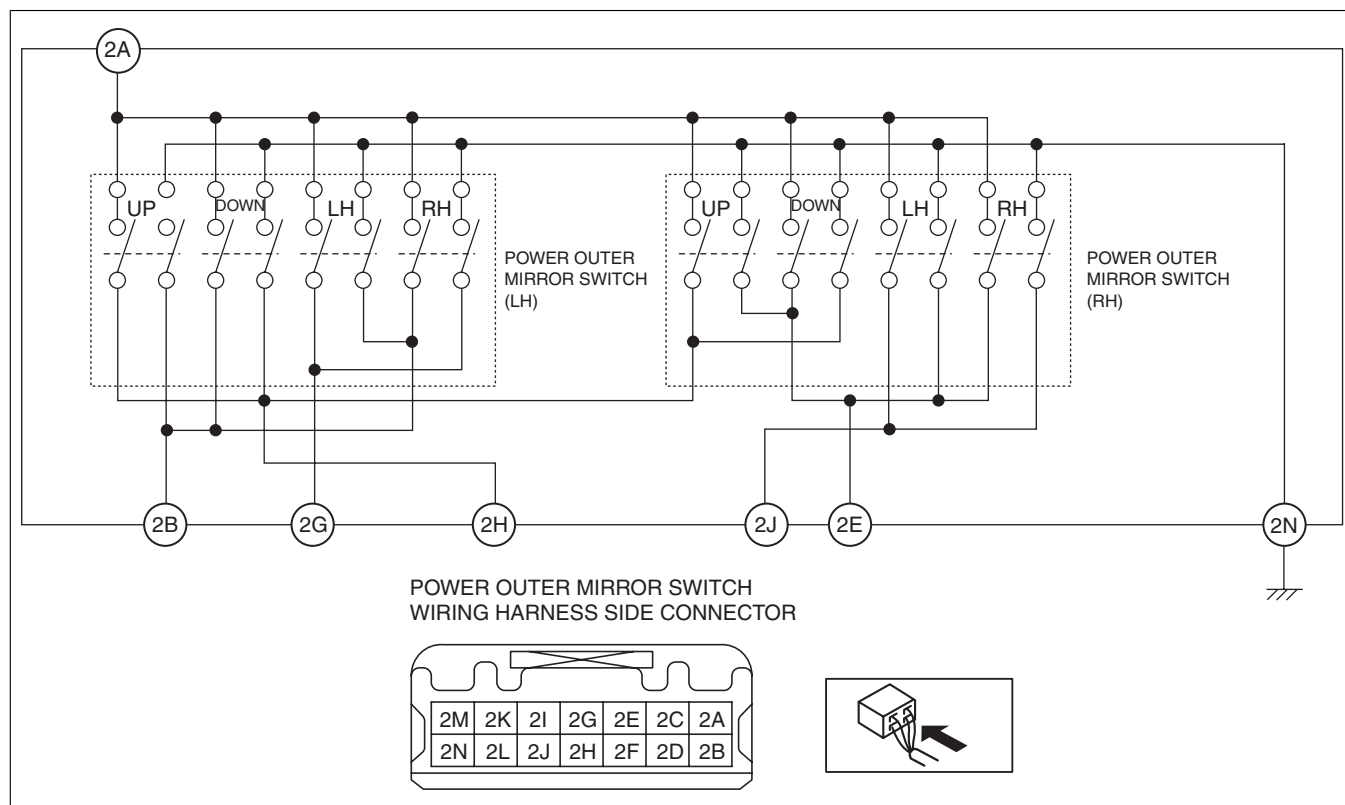 2A
UP DOWN LH RH
POWER OUTER
MIRROR SWITCH
(LH)
UP DOWN LH RH
POWER OUTER
MIRROR SWITCH
(RH)
2B 2G 2H 2J 2E 2N
POWER OUTER MIRROR SWITCH
WIRING HARNESS SIDE CONNECTOR
2M 2K 2I 2G 2E 2C 2A
2N 2L 2J 2H 2F 2D 2B